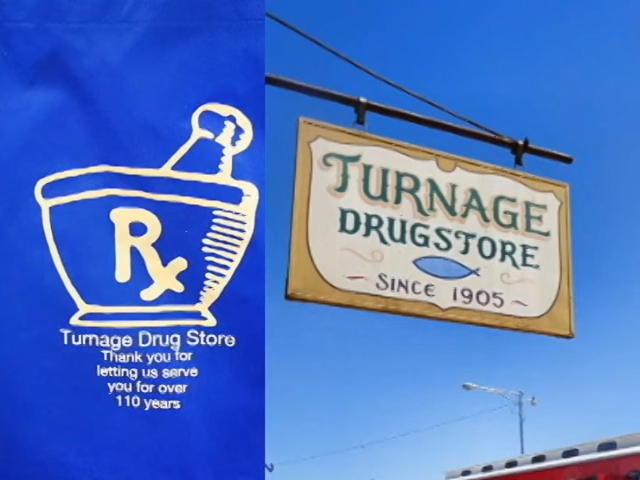 Rx
Turnage Drug Store
Thank you for
letting us serve
you for over
110 years
TURNAGE
DRUGSTORE
SINCE 1905